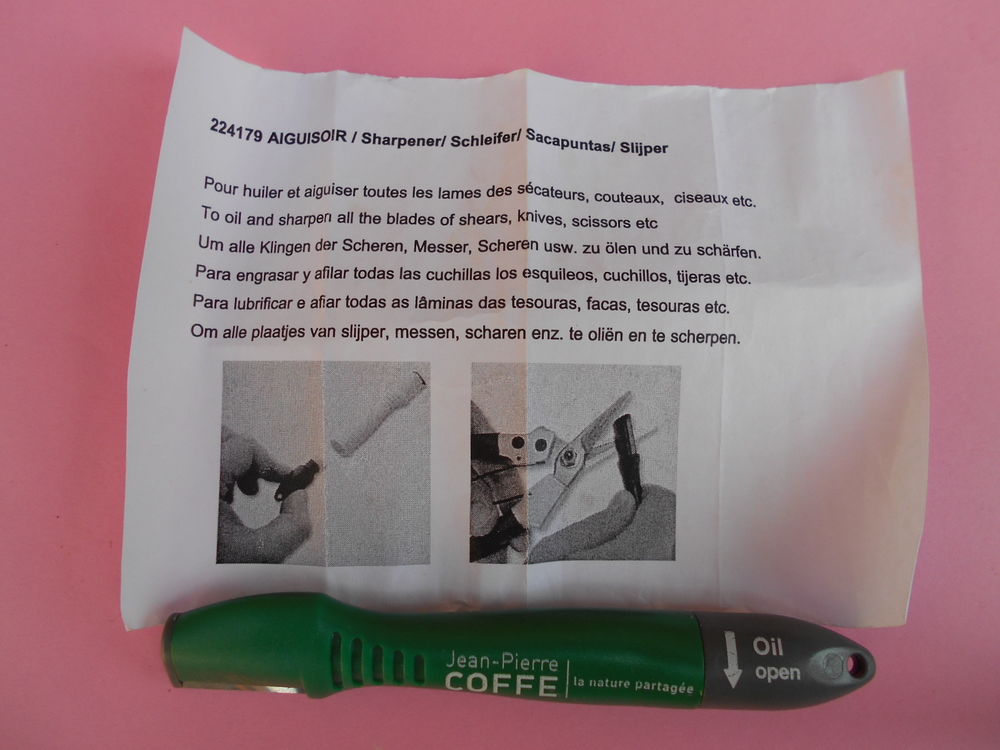 224179 AIGUISOIR / Sharpener/ Schleifer/ Sacapuntas/ Slijper
Pour huiler et aiguiser toutes les lames des sécateurs, couteaux, ciseaux etc.
To oil and sharpen all the blades of shears, knives, scissors etc
Um alle Klingen der Scheren, Messer, Scheren usw. zu ölen und zu schärfen.
Para engrasar y afilar todas las cuchillas los esquileos, cuchillos, tijeras etc.
Para lubrificar e afiar todas as lâminas das tesouras, facas, tesouras etc.
Om alle plaatjes van slijper, messen, scharen enz. te oliën en te scherpen.
Jean-Pierre
COFFE
la nature partagée
Oil
open